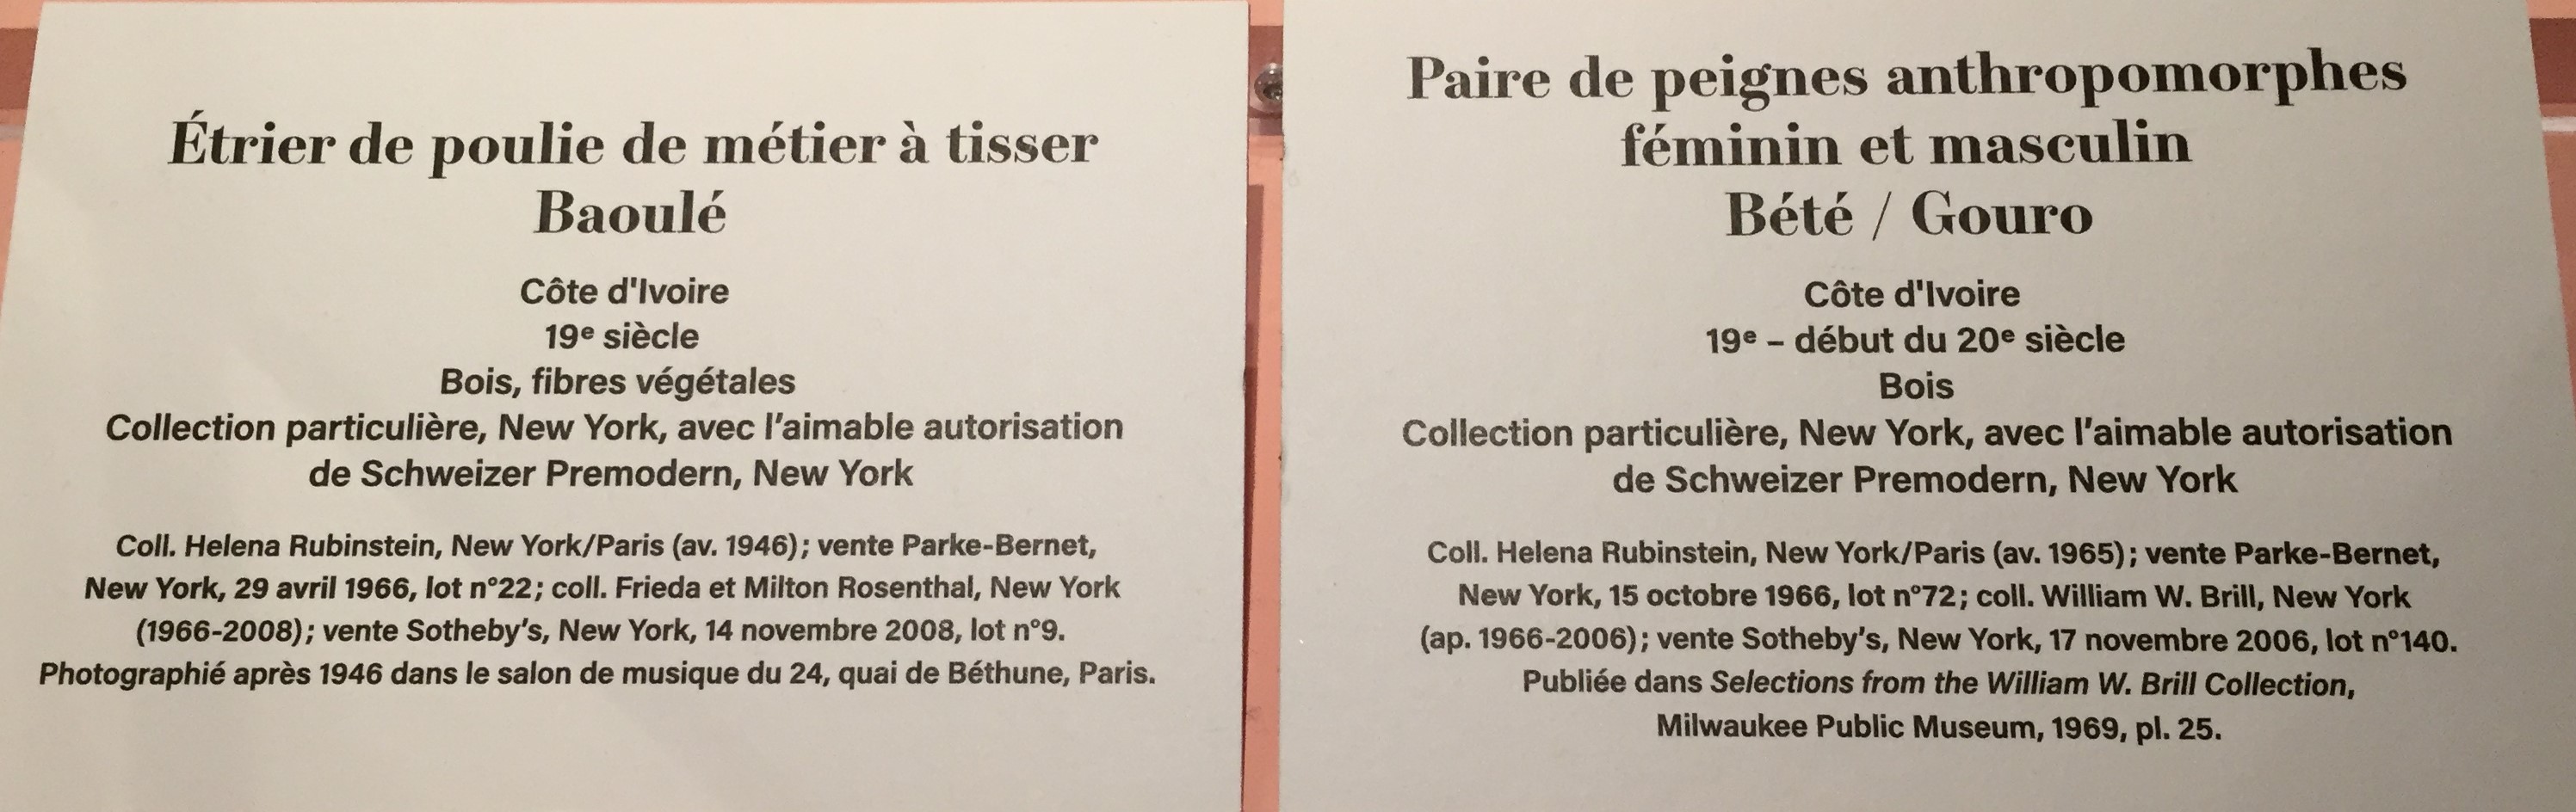 Étrier de poulie de métier à tisser
Baoulé
Côte d'Ivoire
19e siècle
Bois, fibres végétales
Collection particulière, New York, avec l’aimable autorisation
de Schweizer Premodern, New York
Coll. Helena Rubinstein, New York/Paris (av. 1946); vente Parke-Bernet,
New York, 29 avril 1966, lot n°22; coll. Frieda et Milton Rosenthal, New York
(1966-2008); vente Sotheby’s, New York, 14 novembre 2008, lot n°9.
Photographié après 1946 dans le salon de musique du 24, quai de Béthune, Paris.
Paire de peignes anthropomorphes
féminin et masculin
Bété / Gouro
Côte d'Ivoire
19e – début du 20e siècle
Bois
Collection particulière, New York, avec l’aimable autorisation
de Schweizer Premodern, New York
Coll. Helena Rubinstein, New York/Paris (av. 1965); vente Parke-Bernet,
New York, 15 octobre 1966, lot n°72; coll. William W. Brill, New York
(ap. 1966-2006); vente Sotheby’s, New York, 17 novembre 2006, lot n°140.
Publiée dans Selections from the William W. Brill Collection,
Milwaukee Public Museum, 1969, pl. 25.